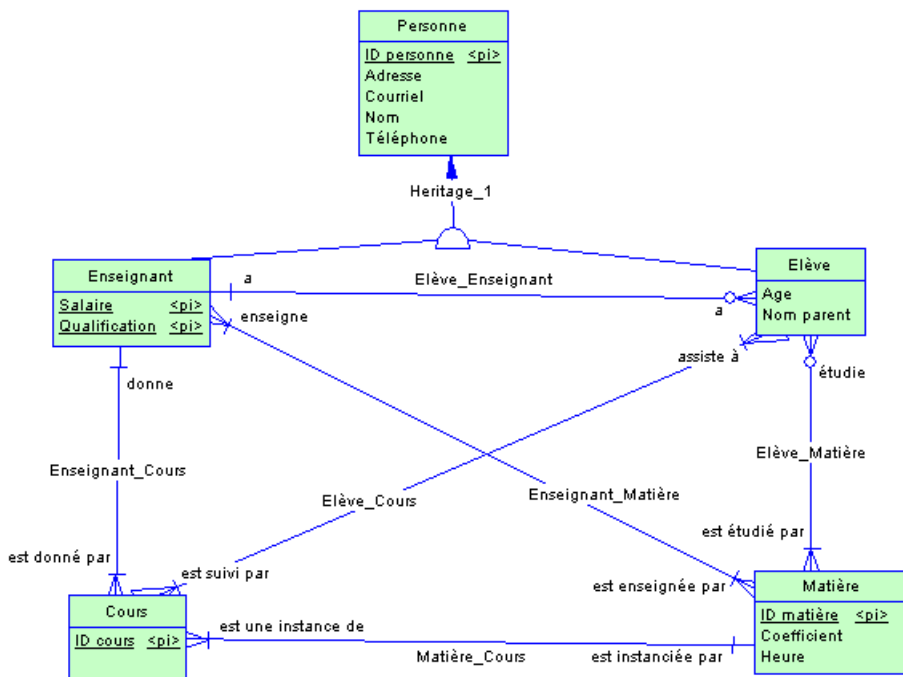 Personne
ID personne <pi>
Adresse
Courriel
Nom
Téléphone
Heritage_1
Enseignant
Salaire <pi>
Qualification <pi>
a
Elève_Enseignant
a
Elève
Age
Nom parent
enseigne
assiste à
étudie
donne
Enseignant_Cours
Elève_Cours
Enseignant_Matière
Elève_Matière
est donné par
est suivi par
est enseignée par
est étudié par
Cours
ID cours <pi>
est une instance de
Matière_Cours
est instanciée par
Matière
ID matière <pi>
Coefficient
Heure